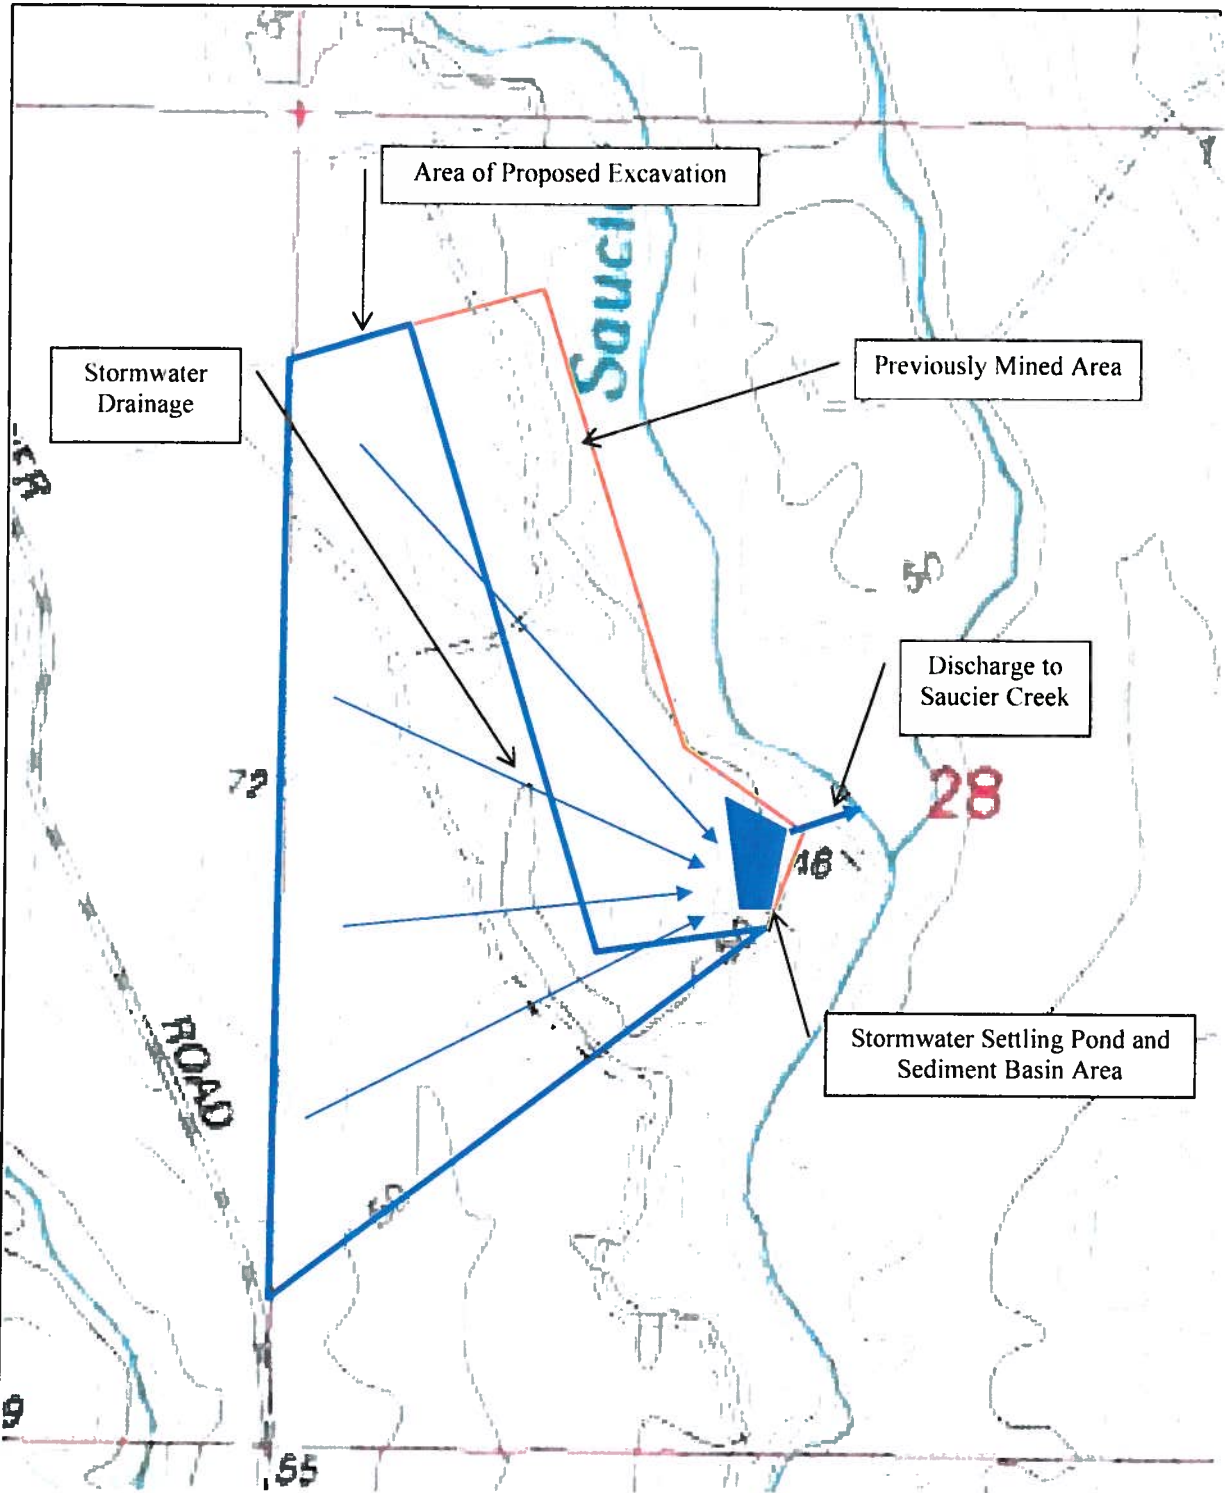 Area of Proposed Excavation
Stormwater
Drainage
Previously Mined Area
50
Discharge to
Saucier Creek
28
Stormwater Settling Pond and
Sediment Basin Area
ROAD
50
55